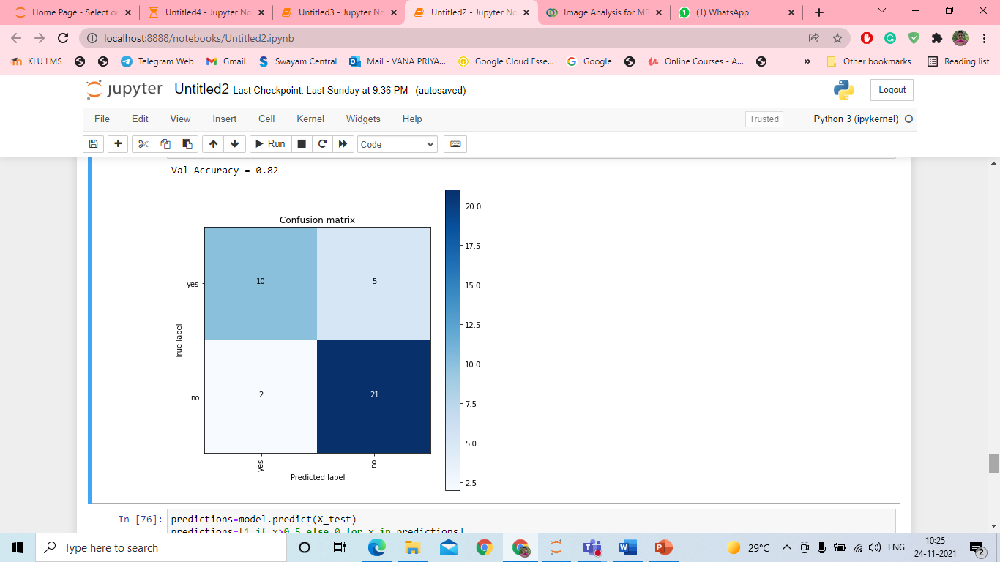 Home Page - Select or
Untitled4 - Jupyter No
Untitled3 - Jupyter No
Untitled2 - Jupyter No
Image Analysis for MR
(1) WhatsApp
localhost:8888/notebooks/Untitled2.ipynb
KLU LMS
Telegram Web
Gmail
Swayam Central
Mail - VANA PRIYA...
Google Cloud Esse...
Google
Online Courses - A...
»
Other bookmarks
Reading list
jupyter Untitled2 Last Checkpoint: Last Sunday at 9:36 PM (autosaved)
Logout
File Edit View Insert Cell Kernel Widgets Help
Trusted
Python 3 (ipykernel)
Run
Code
Val Accuracy = 0.82
Confusion matrix
20.0
17.5
15.0
12.5
10.0
7.5
5.0
2.5
yes
10
5
True label
no
2
21
yes
no
Predicted label
In [76]:
predictions=model.predict(X_test)
predictions=[1 if x>0.5 else 0 for x in predictions]
Type here to search
29°C
ENG
10:25
24-11-2021
2